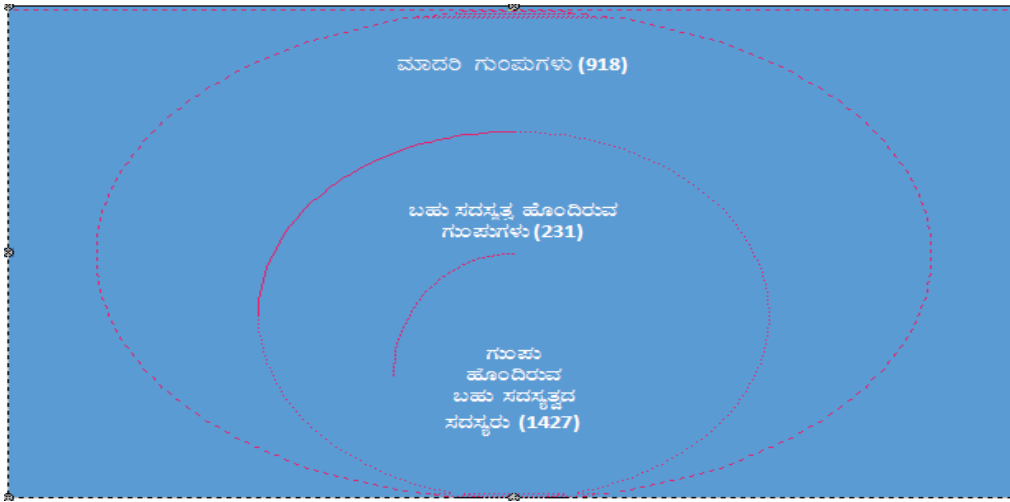 ಮಾದರಿ ಗುಂಪುಗಳು (918)
ಬಹು ಸದಸ್ಯತ್ವ ಹೊಂದಿರುವ
ಗುಂಪುಗಳು (231)
ಗುಂಪು
ಹೊಂದಿರುವ
ಬಹು ಸದಸ್ಯತ್ವದ
ಸದಸ್ಯರು (1427)